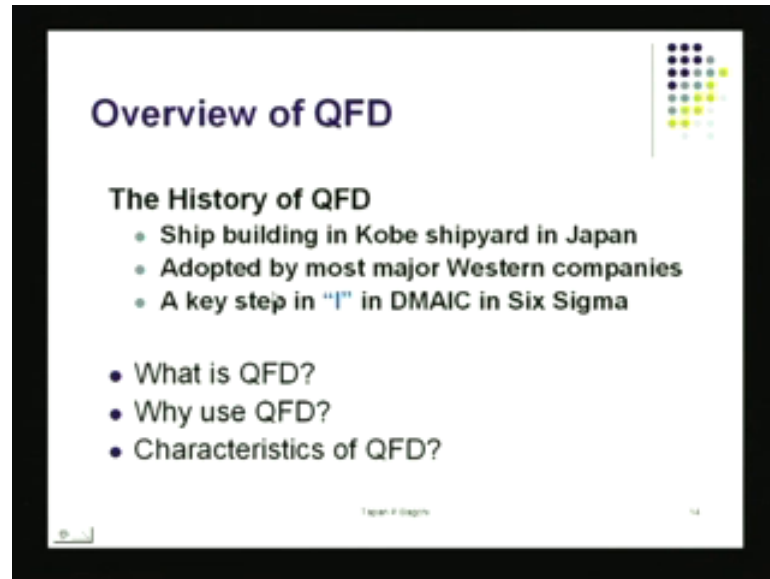 Overview of QFD
The History of QFD
Ship building in Kobe shipyard in Japan
Adopted by most major Western companies
A key step in “I” in DMAIC in Six Sigma
What is QFD?
Why use QFD?
Characteristics of QFD?